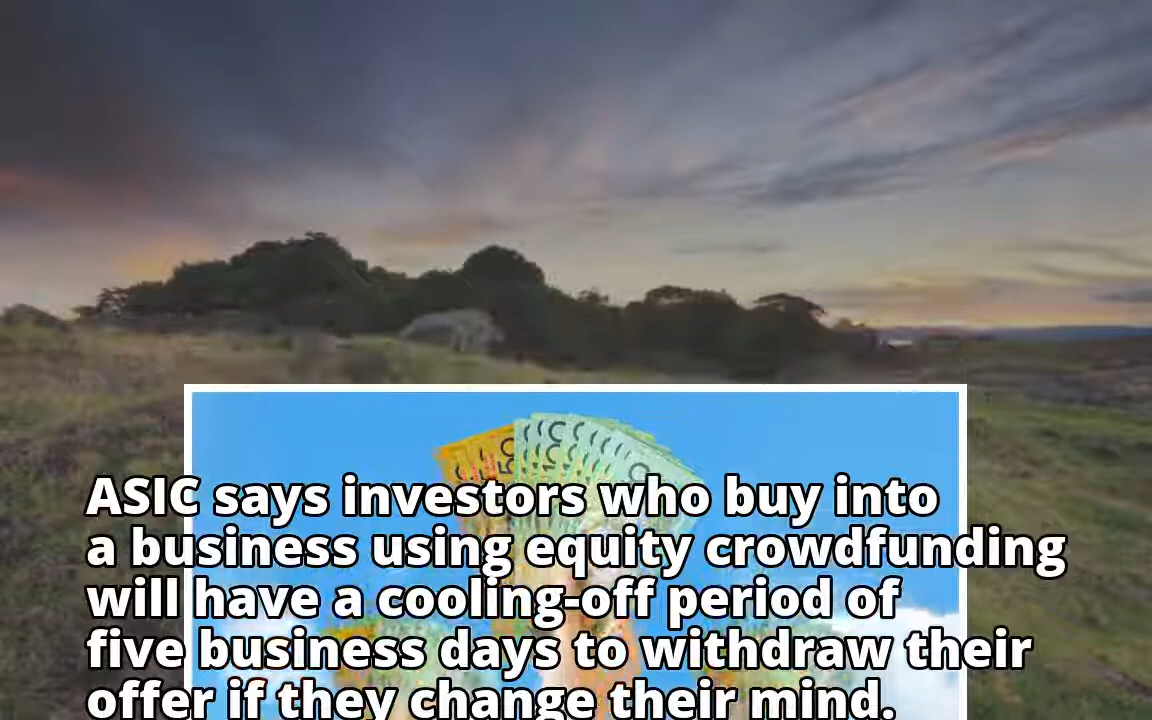 ASIC says investors who buy into
a business using equity crowdfunding
will have a cooling-off period of
five business days to withdraw their
offer if they change their mind.